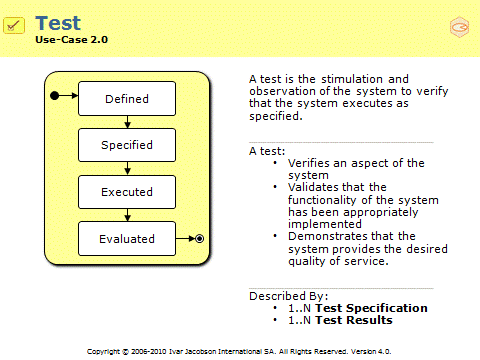 Test
Use-Case 2.0
Defined
Specified
Executed
Evaluated
A test is the stimulation and
observation of the system to verify
that the system executes as
specified.
A test:
• Verifies an aspect of the
system
• Validates that the
functionality of the system
has been appropriately
implemented
• Demonstrates that the
system provides the desired
quality of service.
Described By:
• 1..N Test Specification
• 1..N Test Results
Copyright © 2006-2010 Ivar Jacobson International SA. All Rights Reserved. Version 4.0.